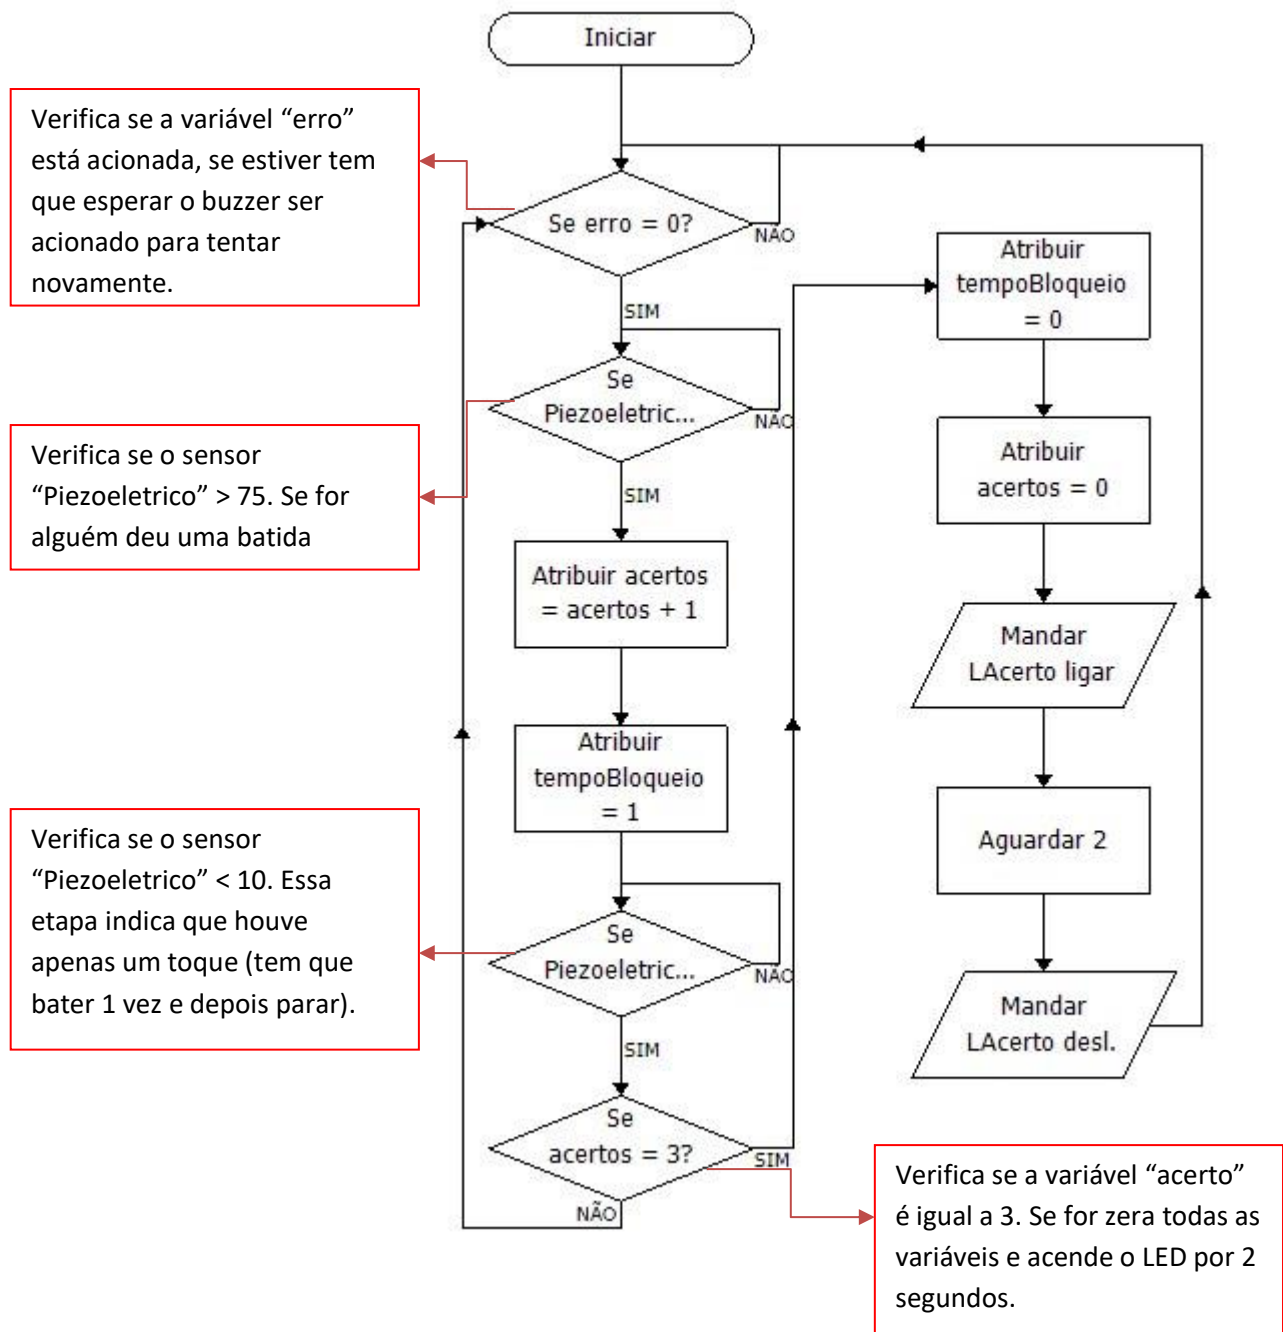 Iniciar
Verifica se a variável “erro”
está acionada, se estiver tem
que esperar o buzzer ser
acionado para tentar
novamente.
Se erro = 0?
NÃO
SIM
Se
Piezoeletric...
NÃO
SIM
Verifica se o sensor
“Piezoeletrico” > 75. Se for
alguém deu uma batida
Atribuir acertos
= acertos + 1
Atribuir
tempoBloqueio
= 1
Verifica se o sensor
“Piezoeletrico” < 10. Essa
etapa indica que houve
apenas um toque (tem que
bater 1 vez e depois parar).
Se
Piezoeletric...
NÃO
SIM
Se
acertos = 3?
SIM
NÃO
Verifica se a variável “acerto”
é igual a 3. Se for zera todas as
variáveis e acende o LED por 2
segundos.
Atribuir
tempoBloqueio
= 0
Atribuir
acertos = 0
Mandar
LAcerto ligar
Aguardar 2
Mandar
LAcerto desl.